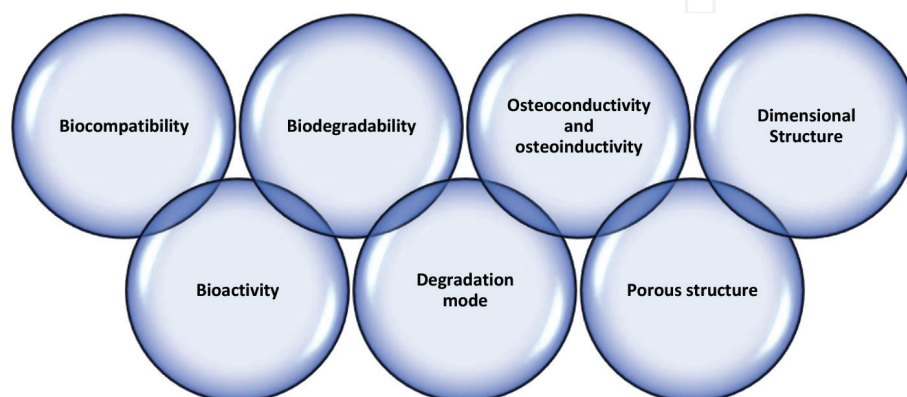 Biocompatibility
Biodegradability
Osteoconductivity
and
osteoinductivity
Dimensional
Structure
Bioactivity
Degradation
mode
Porous structure